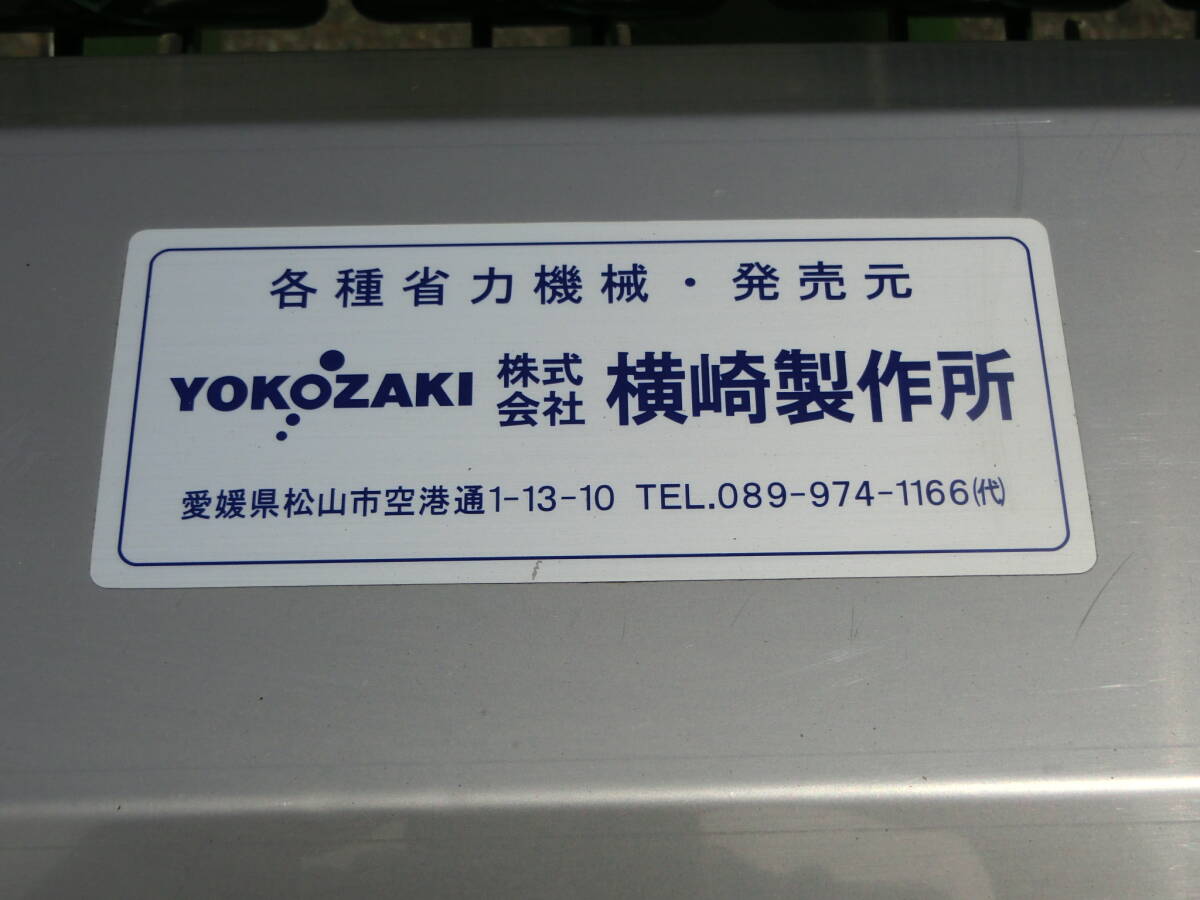 各種省力機械・発売元
YOKOZAKI 株式会社 横崎製作所
愛媛県松山市空港通1-13-10 TEL.089-974-1166(代)